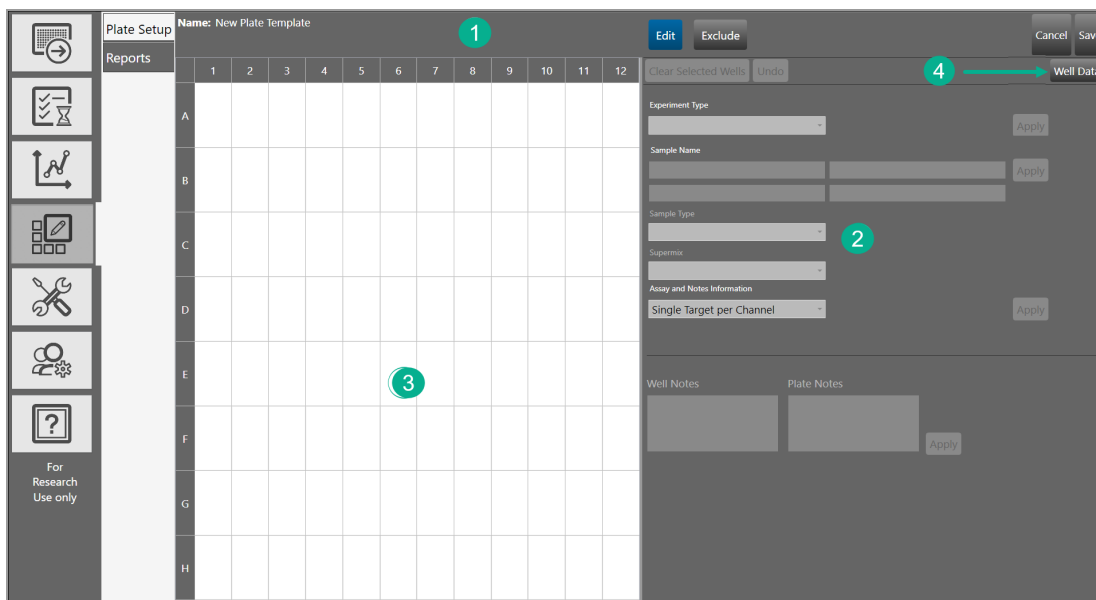 Plate Setup
Reports
For
Research
Use only
Name: New Plate Template
1
1 2 3 4 5 6 7 8 9 10 11 12
A
B
C
D
E
F
G
H
3
Edit Exclude
Cancel Sav
Clear Selected Wells Undo
4
Well Data
Experiment Type
Apply
Sample Name
Apply
Sample Type
2
Supermix
Assay and Notes Information
Single Target per Channel
Apply
Well Notes Plate Notes
Apply
?